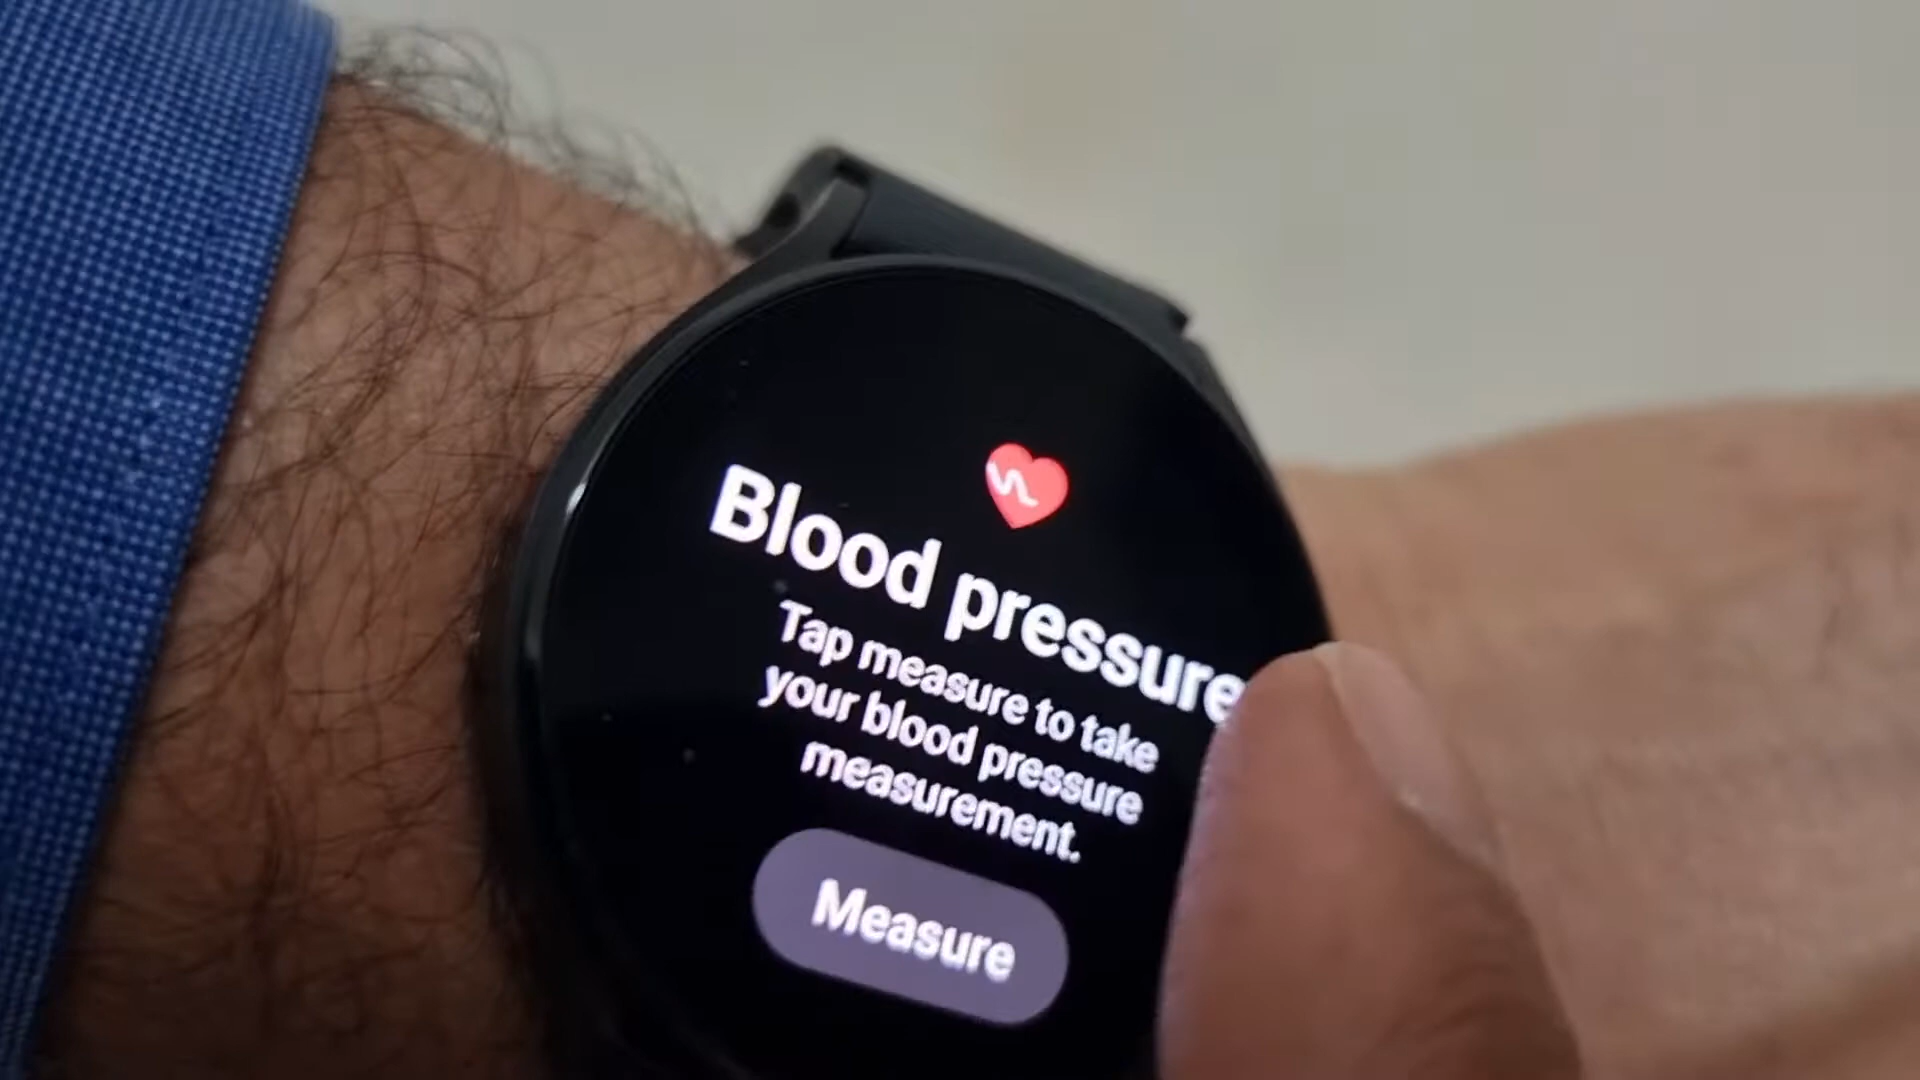 Blood pressure
Tap measure to take
your blood pressure
measurement.
Measure